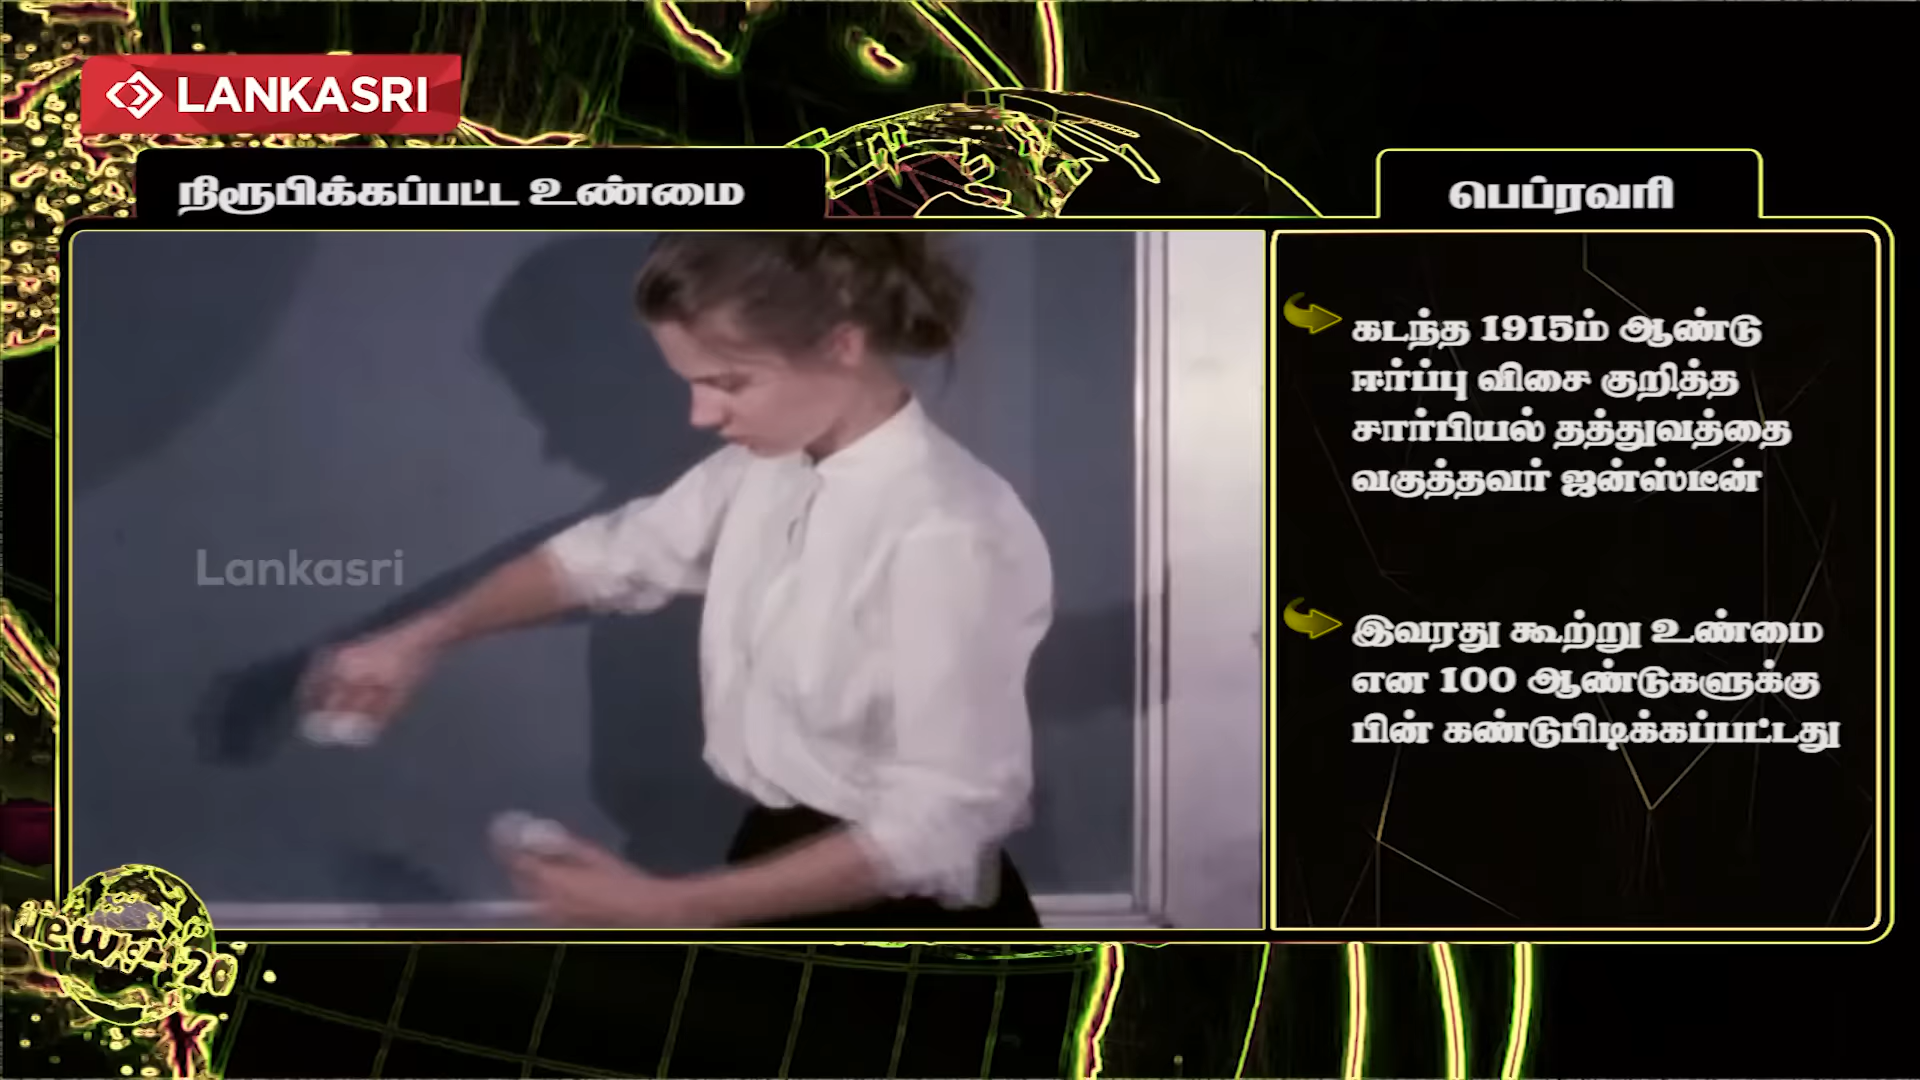 LANKASRI
நிரூபிக்கப்பட்ட உண்மை
பெப்ரவரி
கடந்த 1915ம் ஆண்டு
ஈர்ப்பு விசை குறித்த
சார்பியல் தத்துவத்தை
வகுத்தவர் ஐன்ஸ்டீன்
Lankasri
இவரது கூற்று உண்மை
என 100 ஆண்டுகளுக்கு
பின் கண்டுபிடிக்கப்பட்டது